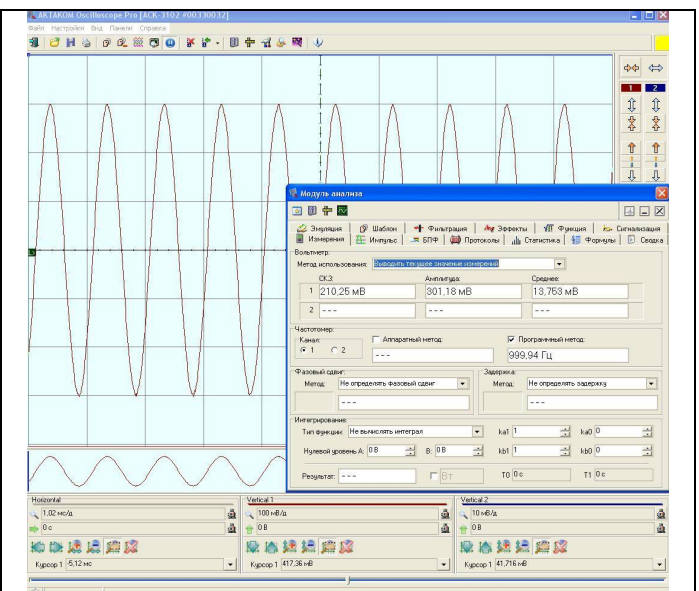 AKTAKOM Oscilloscope Pro [ACK-3102 #00330032]
Файл Настройки Вид Панели Справка
1 2
Модуль анализа
Эмуляция Шаблон Фильтрация Эффекты Функция Сигнализация
Измерения Импульс БПФ Протоколы Статистика Формулы Сводка
Вольтметр:
Метод использования: Выводить текущее значение измерений
СКЗ: Амплитуда: Среднее:
1 210,25 мВ 301,18 мВ 13,753 мВ
2 --- --- ---
Частотомер:
Канал: Аппаратный метод: Программный метод:
1 2 --- 999,94 Гц
Фазовый сдвиг: Задержка:
Метод: Не определять фазовый сдвиг Метод: Не определять задержку
--- ---
Интегрирование:
Тип функции: Не вычислять интеграл ka1 1 ka0 0
Нулевой уровень А: 0 В В: 0 В kb1 1 kb0 0
Результат: --- Вт T0 0 с T1 0 с
Horizontal Vertical 1 Vertical 2
1,02 мс/д 100 мВ/д 10 мВ/д
0 с 0 В 0 В
Курсор 1 -5,12 мс Курсор 1 417,36 мВ Курсор 1 41,716 мВ